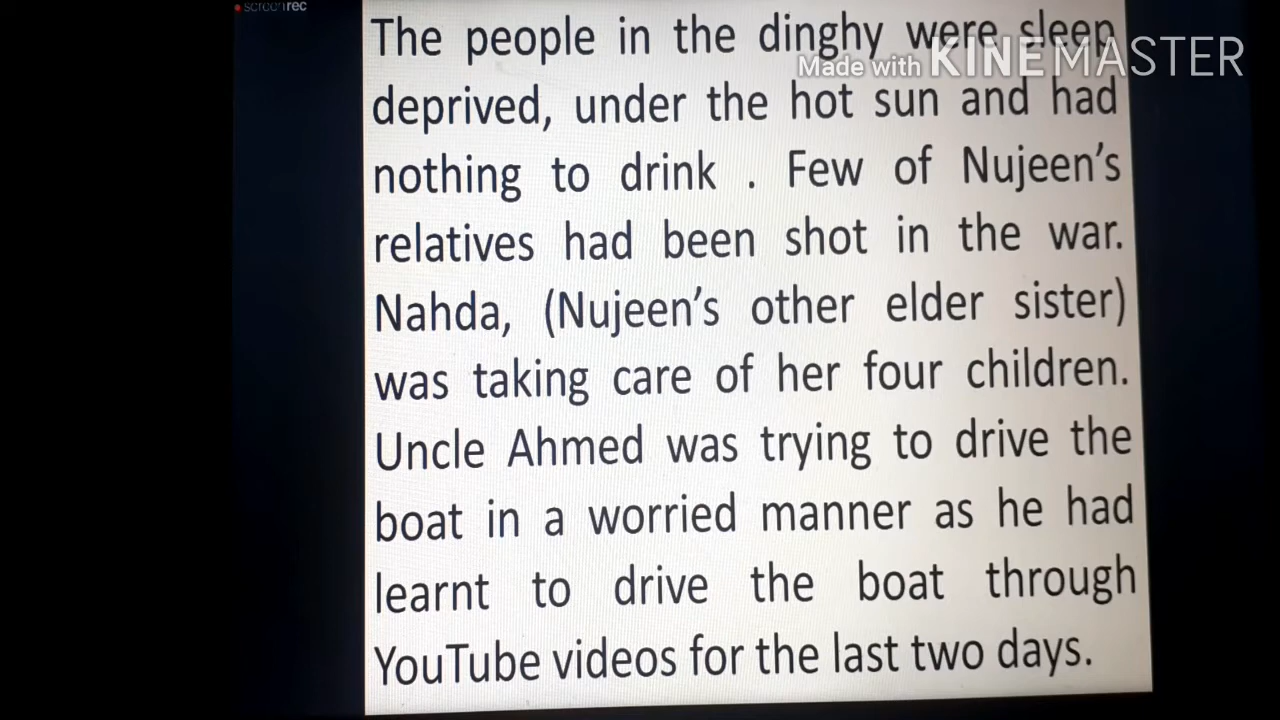 screenrec
The people in the dinghy were sleep
Made with KINEMASTER
deprived, under the hot sun and had
nothing to drink . Few of Nujeen's
relatives had been shot in the war.
Nahda, (Nujeen's other elder sister)
was taking care of her four children.
Uncle Ahmed was trying to drive the
boat in a worried manner as he had
learnt to drive the boat through
YouTube videos for the last two days.